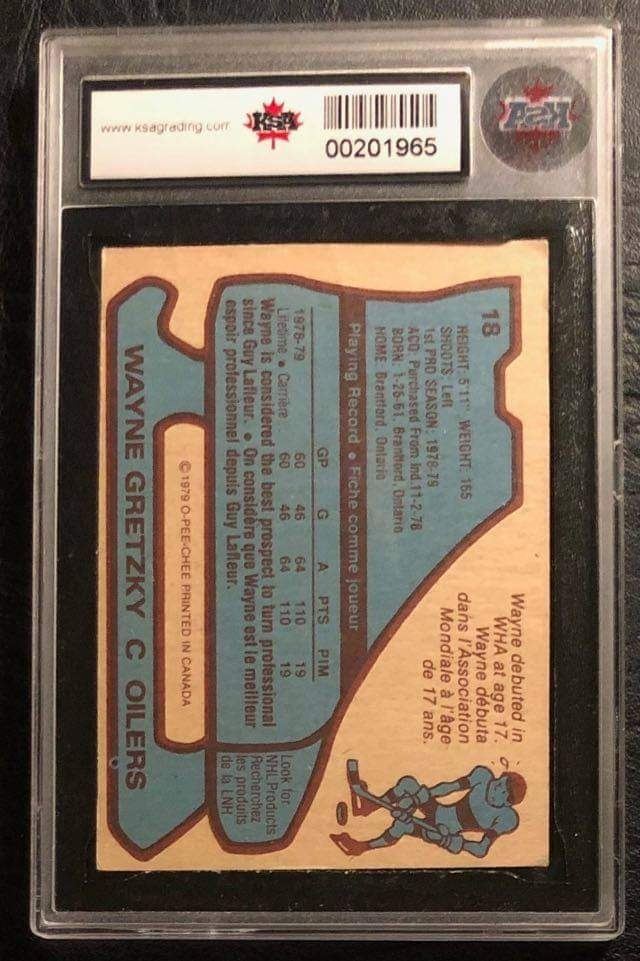 www ksagrading com
KSA
00201965
KSA
18
HEIGHT: 5'11" WEIGHT: 165
SHOOTS: Left
1st PRO SEASON: 1978-79
ACQ: Purchased From Ind. 11-2-78
BORN: 1-26-61, Brantford, Ontario
HOME: Brantford, Ontario
Wayne debuted in
WHA at age 17.
Wayne débuta
dans l'Association
Mondiale à l'âge
de 17 ans.
Playing Record • Fiche comme joueur
GP G A PTS PIM
1978-79 60 46 64 110 19
Lifetime • Carrière 60 46 64 110 19
Wayne is considered the best prospect to turn professional
since Guy Lafleur. • On considère que Wayne est le meilleur
espoir professionnel depuis Guy Lafleur.
Look for
NHL Products
Recherchez
les produits
de la LNH
© 1979 O-PEE-CHEE PRINTED IN CANADA
WAYNE GRETZKY C OILERS